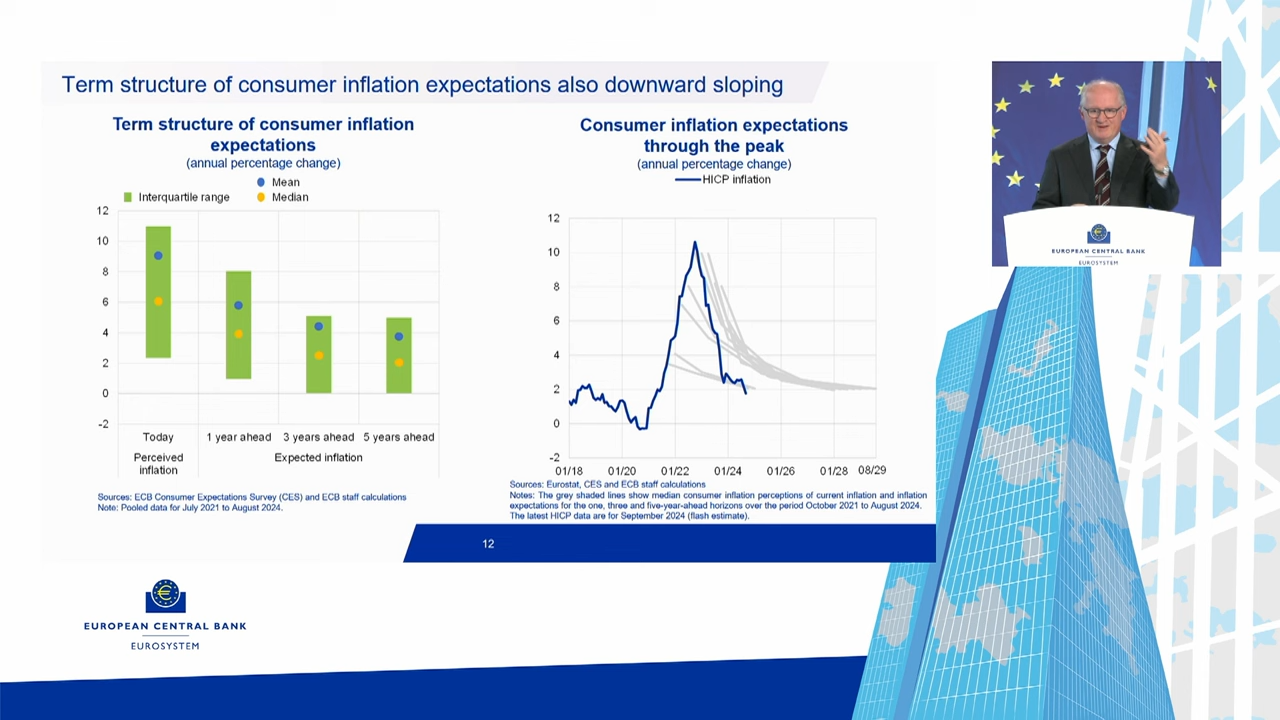 Term structure of consumer inflation expectations also downward sloping
Term structure of consumer inflation
expectations
(annual percentage change)
Mean
Interquartile range
Median
12
10
8
6
4
2
0
-2
Today
1 year ahead
3 years ahead
5 years ahead
Perceived
inflation
Expected inflation
Sources: ECB Consumer Expectations Survey (CES) and ECB staff calculations
Note: Pooled data for July 2021 to August 2024.
Consumer inflation expectations
through the peak
(annual percentage change)
HICP inflation
12
10
8
6
4
2
0
-2
01/18
01/20
01/22
01/24
01/26
01/28
08/29
Sources: Eurostat, CES and ECB staff calculations
Notes: The grey shaded lines show median consumer inflation perceptions of current inflation and inflation
expectations for the one, three and five-year-ahead horizons over the period October 2021 to August 2024.
The latest HICP data are for September 2024 (flash estimate).
12
EUROPEAN CENTRAL BANK
EUROSYSTEM
EUROPEAN CENTRAL BANK
EUROSYSTEM